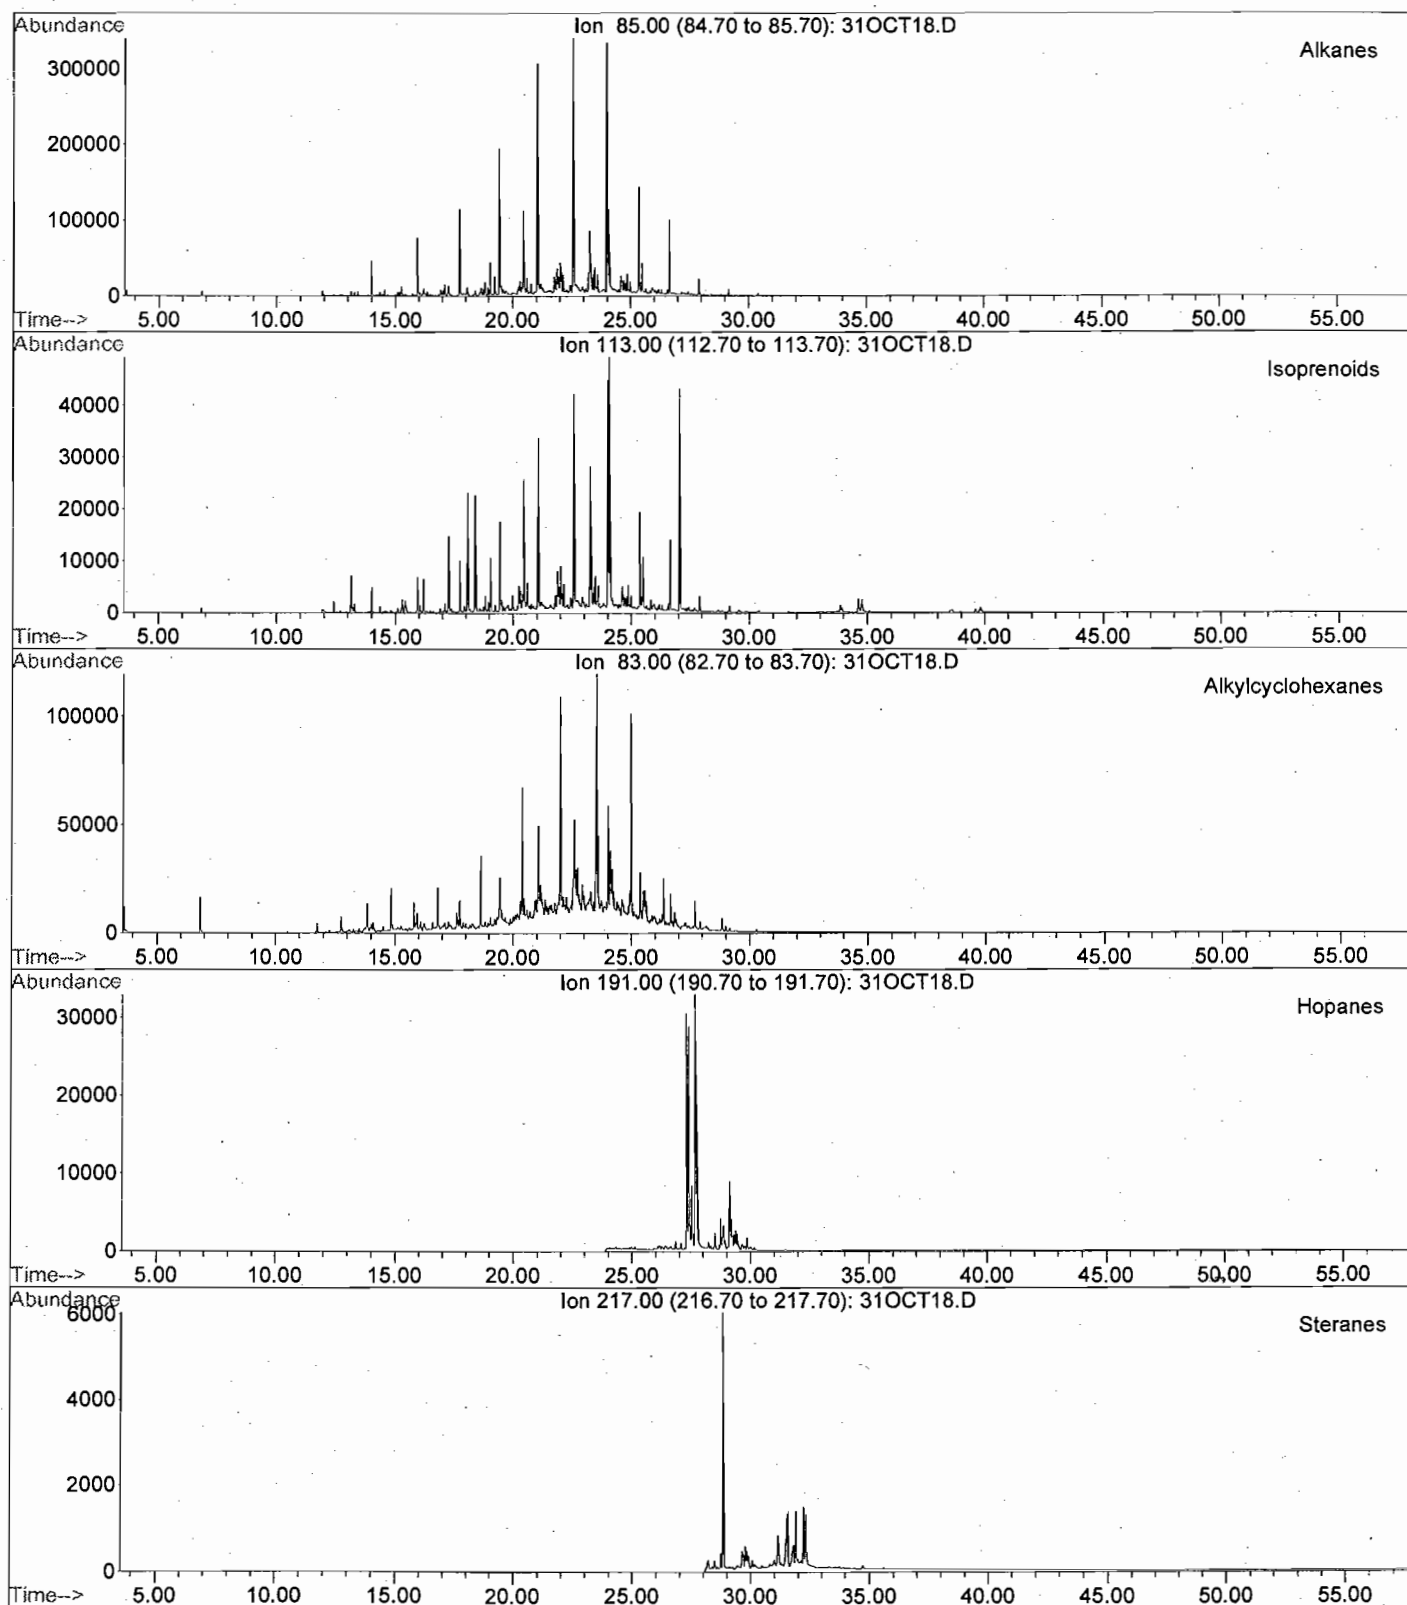 Abundance Ion 85.00 (84.70 to 85.70): 31OCT18.D
Alkanes
300000
200000
100000
0
5.00 10.00 15.00 20.00 25.00 30.00 35.00 40.00 45.00 50.00 55.00
Time-->
Abundance Ion 113.00 (112.70 to 113.70): 31OCT18.D
Isoprenoids
40000
30000
20000
10000
0
5.00 10.00 15.00 20.00 25.00 30.00 35.00 40.00 45.00 50.00 55.00
Time-->
Abundance Ion 83.00 (82.70 to 83.70): 31OCT18.D
Alkylcyclohexanes
100000
50000
0
5.00 10.00 15.00 20.00 25.00 30.00 35.00 40.00 45.00 50.00 55.00
Time-->
Abundance Ion 191.00 (190.70 to 191.70): 31OCT18.D
Hopanes
30000
20000
10000
0
5.00 10.00 15.00 20.00 25.00 30.00 35.00 40.00 45.00 50.00 55.00
Time-->
Abundance Ion 217.00 (216.70 to 217.70): 31OCT18.D
6000
Steranes
4000
2000
0
5.00 10.00 15.00 20.00 25.00 30.00 35.00 40.00 45.00 50.00 55.00
Time-->